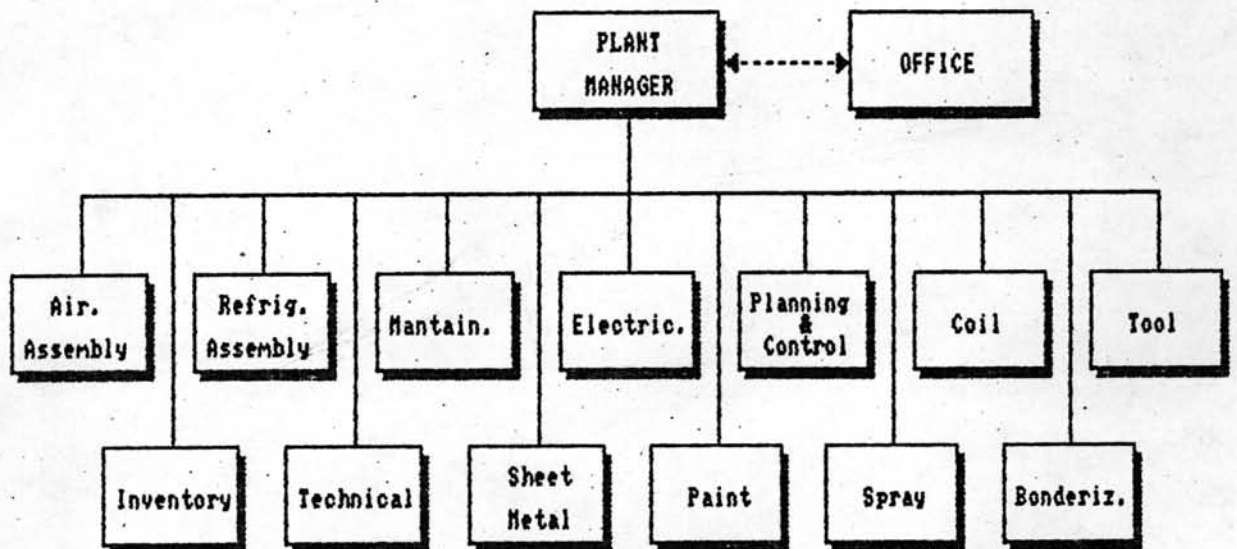 PLANT
MANAGER
OFFICE
Air.
Assembly
Refrig.
Assembly
Mantain.
Electric.
Planning
&
Control
Coil
Tool
Inventory
Technical
Sheet
Metal
Paint
Spray
Bonderiz.